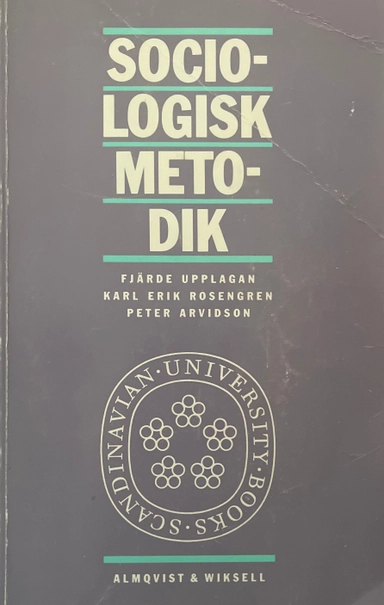 SOCIO-
LOGISK
METO-
DIK
FJÄRDE UPPLAGAN
KARL ERIK ROSENGREN
PETER ARVIDSON
SCANDINAVIAN · UNIVERSITY · BOOKS ·
ALMQVIST & WIKSELL